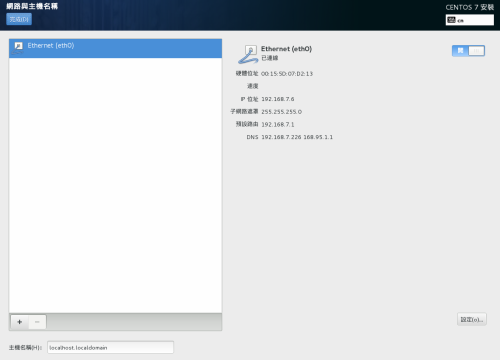 網路與主機名稱
CENTOS 7 安裝
完成(D)
cn
Ethernet (eth0)
Ethernet (eth0)
已連線
硬體位址 00:15:5D:07:D2:13
速度
IP 位址 192.168.7.6
子網路遮罩 255.255.255.0
預設路由 192.168.7.1
DNS 192.168.7.226 168.95.1.1
+ −
設定(o)...
主機名稱(H): localhost.localdomain